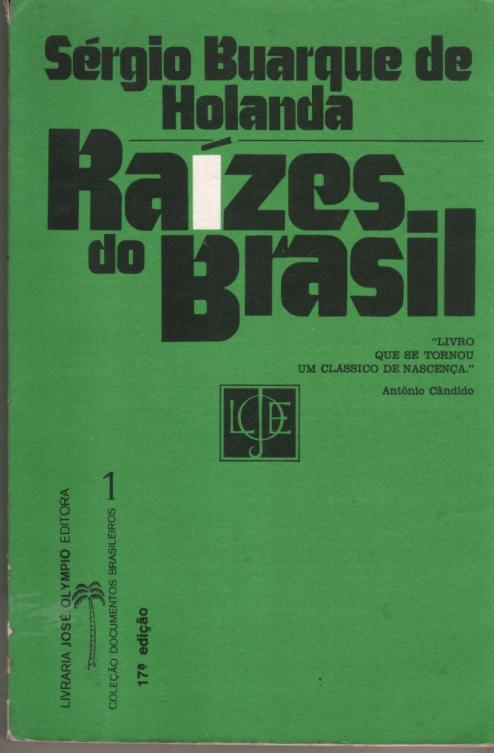 Sérgio Buarque de
Holanda
Raízes
do Brasil
"LIVRO
QUE SE TORNOU
UM CLÁSSICO DE NASCENÇA."
Antônio Cândido
LJOE
LIVRARIA JOSÉ OLYMPIO EDITORA
1
COLEÇÃO DOCUMENTOS BRASILEIROS
17ª edição